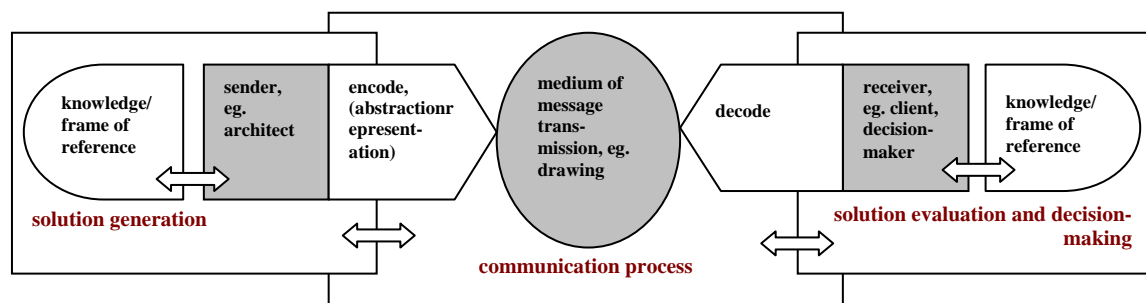 knowledge/
frame of
reference
sender,
eg.
architect
encode,
(abstractionr
epresent-
ation)
medium of
message
trans-
mission, eg.
drawing
decode
receiver,
eg. client,
decision-
maker
knowledge/
frame of
reference
solution generation
communication process
solution evaluation and decision-
making